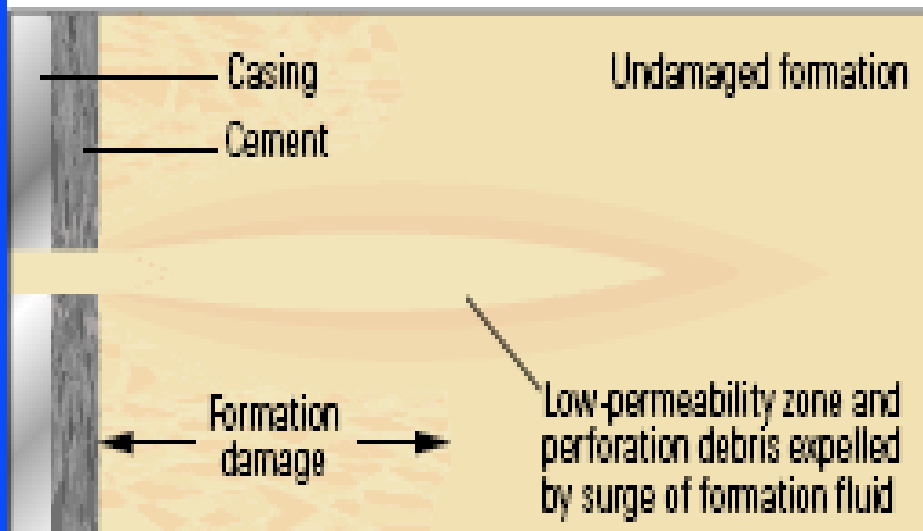 Casing
Undamaged formation
Cement
Formation
damage
Low-permeability zone and
perforation debris expelled
by surge of formation fluid